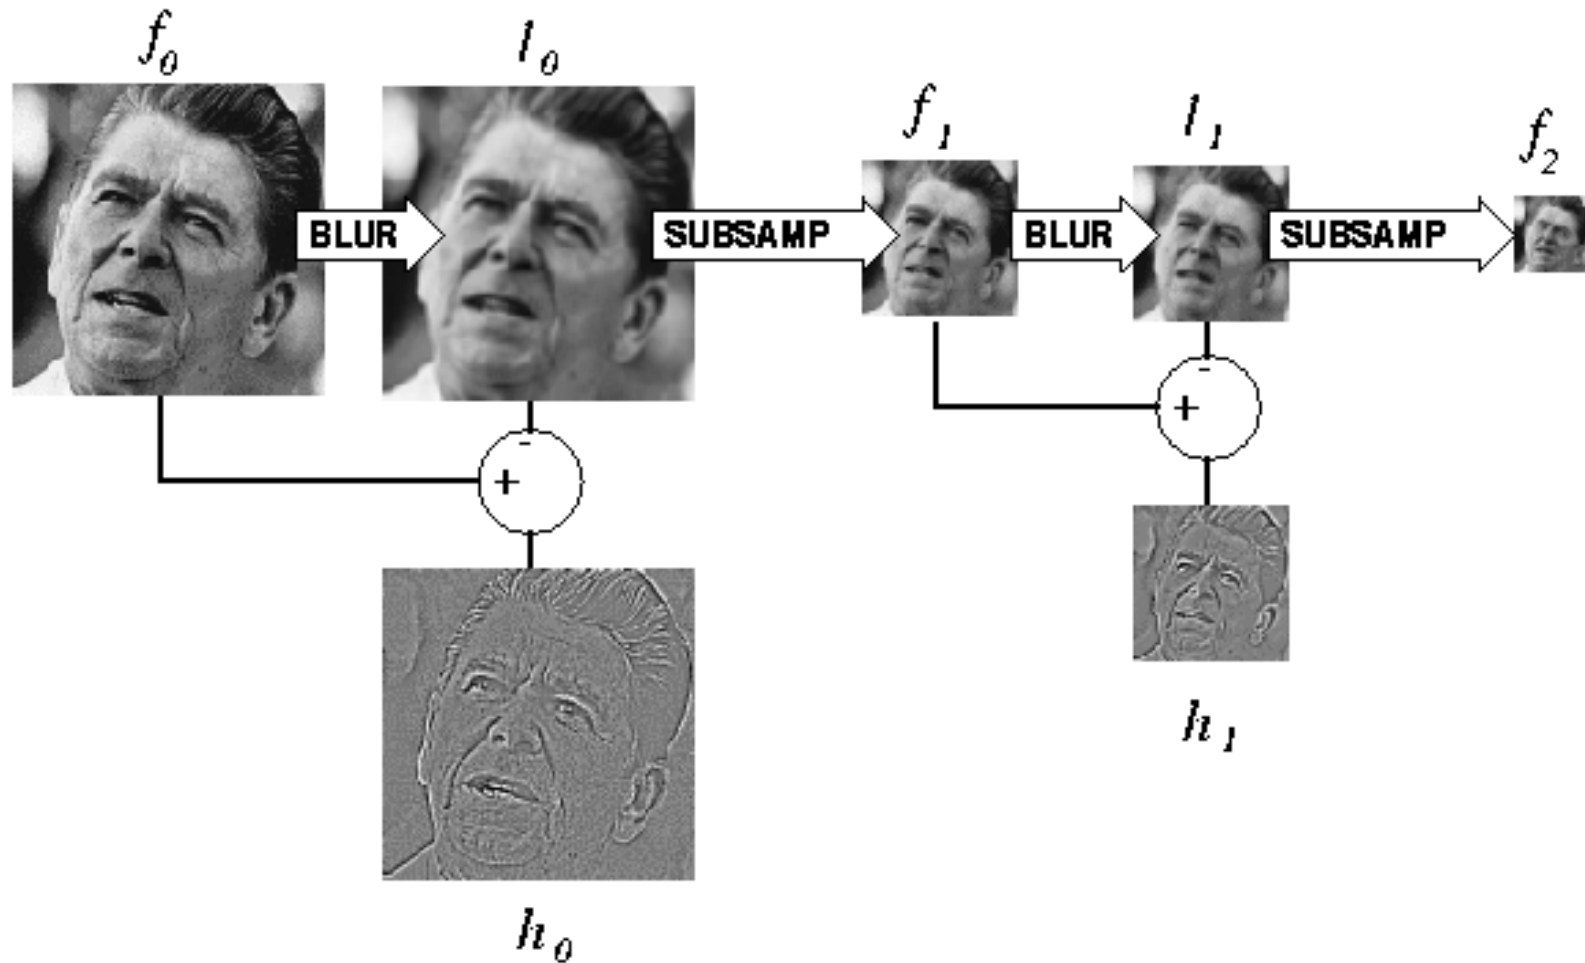 f0
l0
f1
l1
f2
BLUR
SUBSAMP
BLUR
SUBSAMP
-
+
-
+
h1
h0